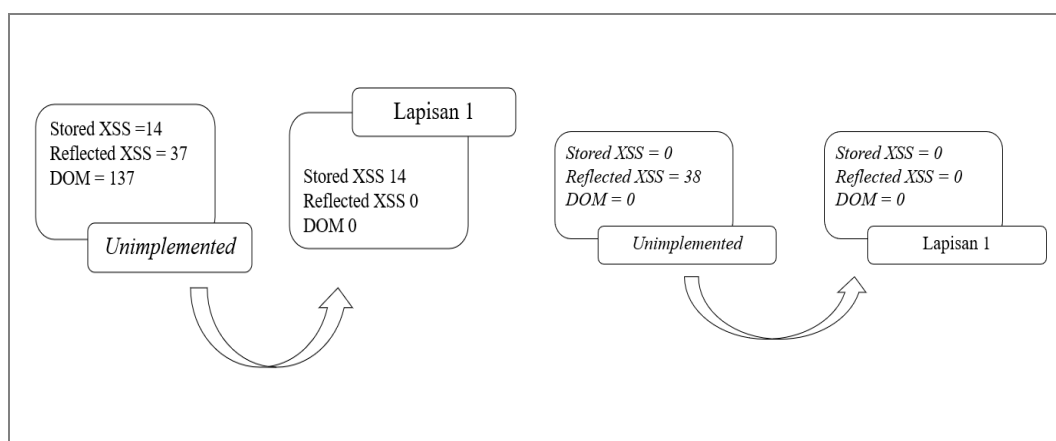 Stored XSS =14
Reflected XSS = 37
DOM = 137
Unimplemented
Lapisan 1
Stored XSS 14
Reflected XSS 0
DOM 0
Stored XSS = 0
Reflected XSS = 38
DOM = 0
Unimplemented
Stored XSS = 0
Reflected XSS = 0
DOM = 0
Lapisan 1